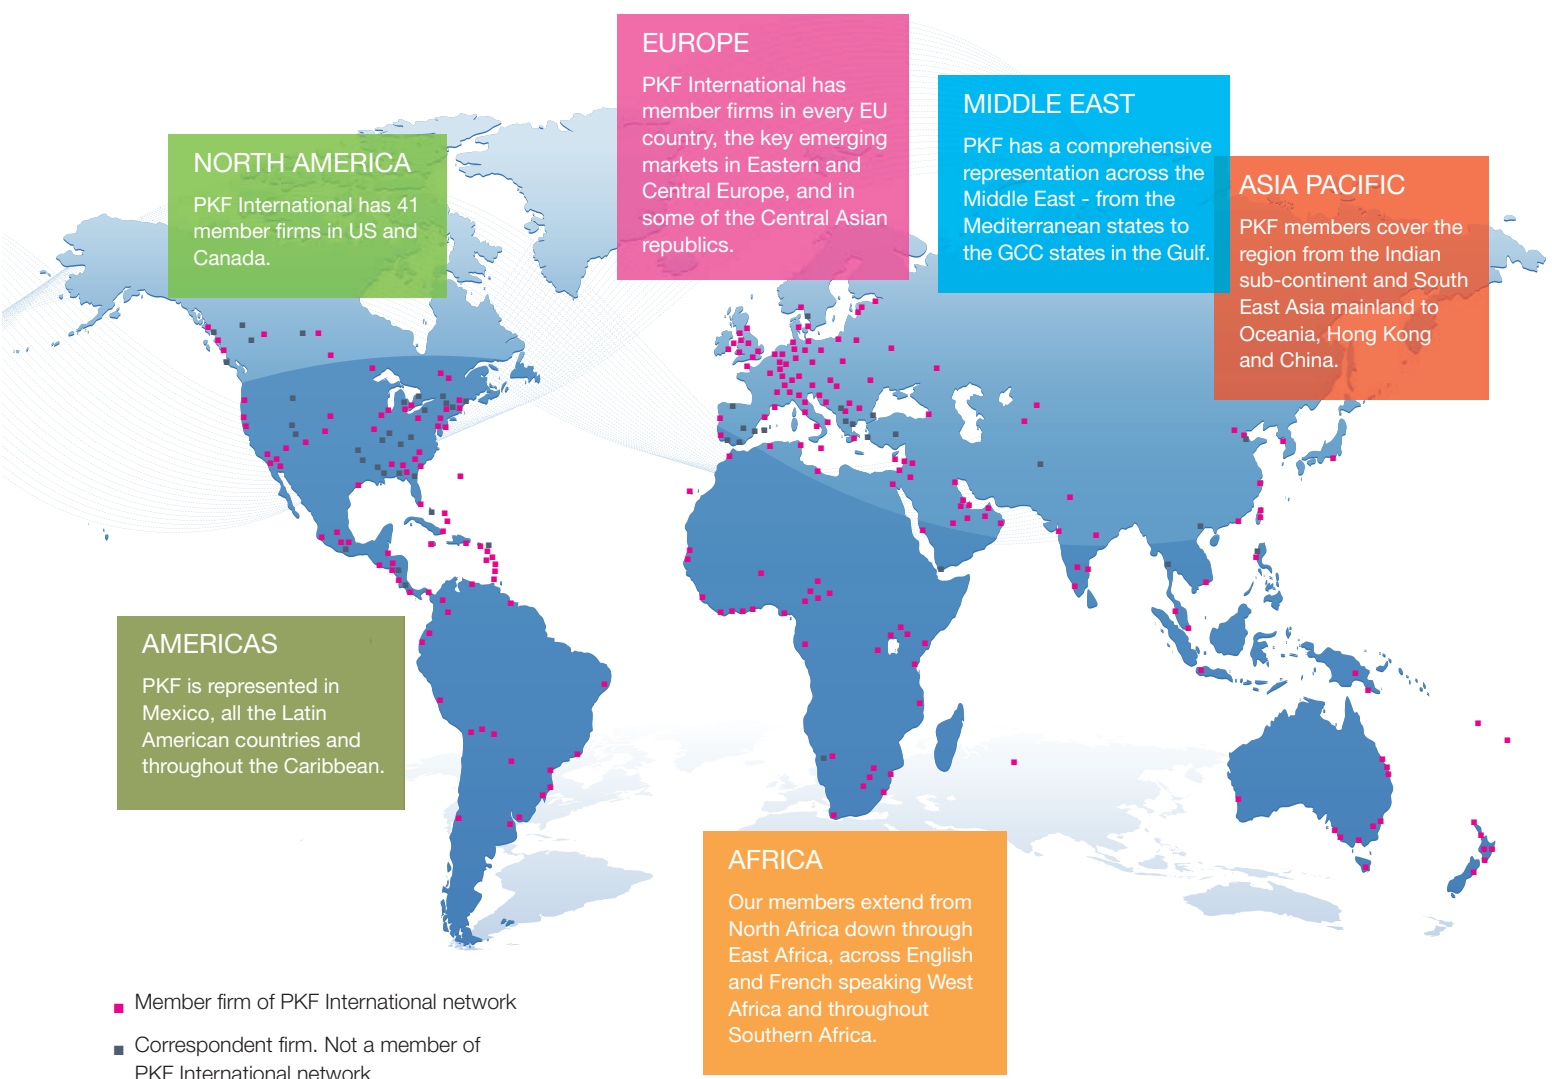 EUROPE
PKF International has
member firms in every EU
country, the key emerging
markets in Eastern and
Central Europe, and in
some of the Central Asian
republics.
MIDDLE EAST
PKF has a comprehensive
representation across the
Middle East - from the
Mediterranean states to
the GCC states in the Gulf.
NORTH AMERICA
PKF International has 41
member firms in US and
Canada.
ASIA PACIFIC
PKF members cover the
region from the Indian
sub-continent and South
East Asia mainland to
Oceania, Hong Kong
and China.
AMERICAS
PKF is represented in
Mexico, all the Latin
American countries and
throughout the Caribbean.
AFRICA
Our members extend from
North Africa down through
East Africa, across English
and French speaking West
Africa and throughout
Southern Africa.
Member firm of PKF International network
Correspondent firm. Not a member of
PKF International network